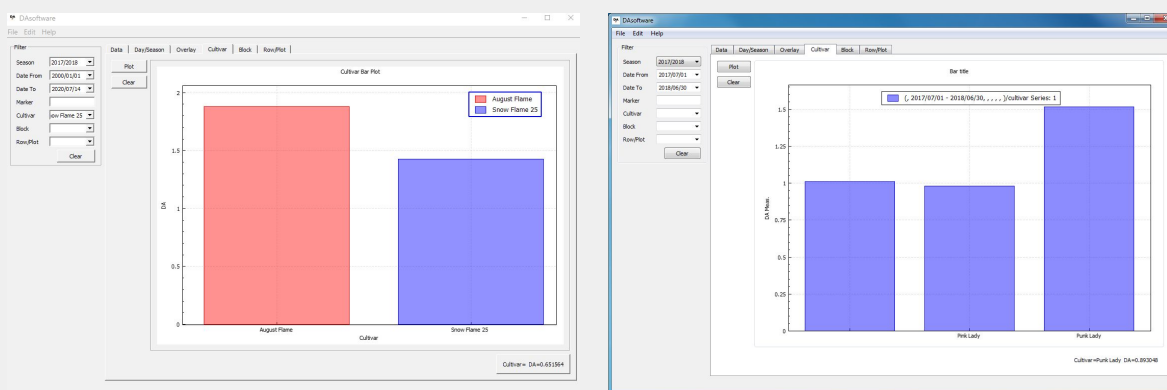 DAsoftware
File Edit Help
Filter
Season 2017/2018
Date From 2000/01/01
Date To 2020/07/14
Marker
Cultivar ow Flame 25
Block
Row/Plot
Clear
Data Day/Season Overlay Cultivar Block Row/Plot
Plot
Clear
Cultivar Bar Plot
August Flame
Snow Flame 25
2
1.5
1
0.5
0
DA
August Flame Snow Flame 25
Cultivar
Cultivar= DA=0.651564
DAsoftware
File Edit Help
Filter
Season 2017/2018
Date From 2017/07/01
Date To 2018/06/30
Marker
Cultivar
Block
Row/Plot
Clear
Data Day/Season Overlay Cultivar Block Row/Plot
Plot
Clear
Bar title
(, 2017/07/01 - 2018/06/30, , , , , )/cultivar Series: 1
1.5
1.25
1
0.75
0.5
0.25
0
DA Meas.
Pink Lady Punk Lady
Cultivar=Punk Lady DA=0.893048